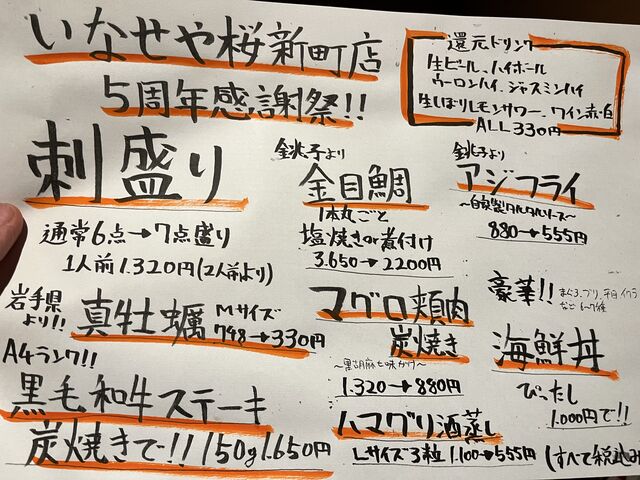 いなせや桜新町店
5周年感謝祭!!
還元ドリンク
生ビール、ハイボール
ウーロンハイ、ジャスミンハイ
生しぼりレモンサワー、ワイン赤・白
ALL 330円
刺盛り
通常6点→7点盛り
1人前1.320円(2人前より)
銚子より
金目鯛
1本丸ごと
塩焼きor煮付け
3.650→2200円
銚子より
アジフライ
～自家製タルタルソース～
880→555円
岩手県
より!!
真牡蠣
Mサイズ
748→330円
マグロ頬肉
炭焼き
～黒胡麻七味かけ～
1.320→880円
豪華!!
まぐろ、ブリ、平目、イクラ
など6~7種
海鮮丼
ぴったし
1.000円で!!
A4ランク!!
黒毛和牛ステーキ
炭焼きで!!150g1.650円
ハマグリ酒蒸し
Lサイズ3粒 1.100→555円
(すべて税込み